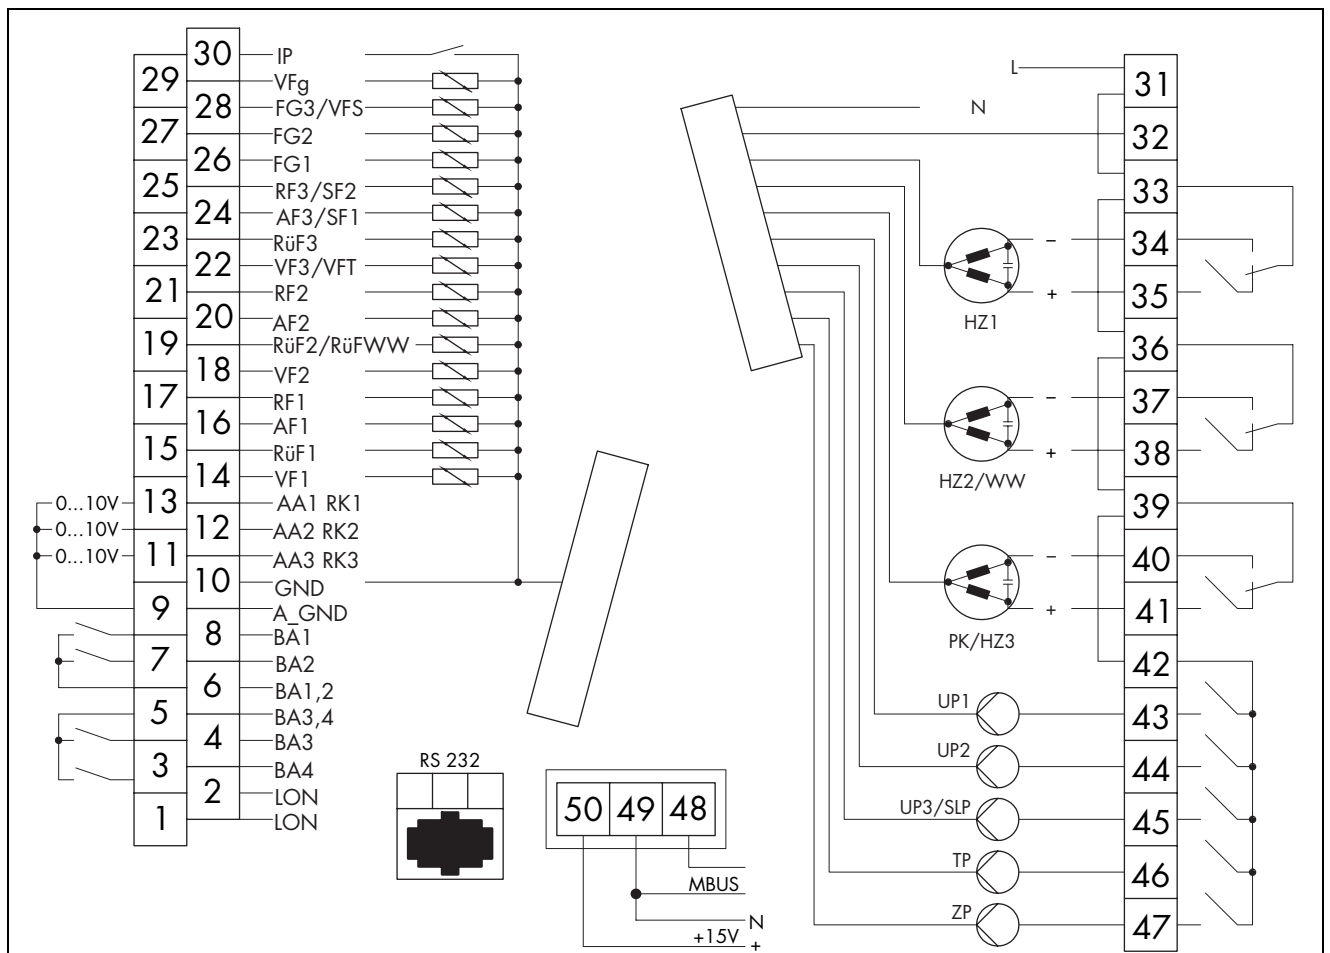 30 IP
29 VFg
28 FG3/VFS
27 FG2
26 FG1
25 RF3/SF2
24 AF3/SF1
23 RüF3
22 VF3/VFT
21 RF2
20 AF2
19 RüF2/RüFWW
18 VF2
17 RF1
16 AF1
15 RüF1
14 VF1
0...10V 13 AA1 RK1
0...10V 12 AA2 RK2
0...10V 11 AA3 RK3
10 GND
9 A_GND
8 BA1
7 BA2
6 BA1,2
5 BA3,4
4 BA3
3 BA4
2 LON
1 LON
RS 232
50 49 48
MBUS
N
+15V +
L 31
N
32
33
− 34
+ 35
HZ1
36
− 37
+ 38
HZ2/WW
39
− 40
+ 41
PK/HZ3
42
UP1 43
UP2 44
UP3/SLP 45
TP 46
ZP 47